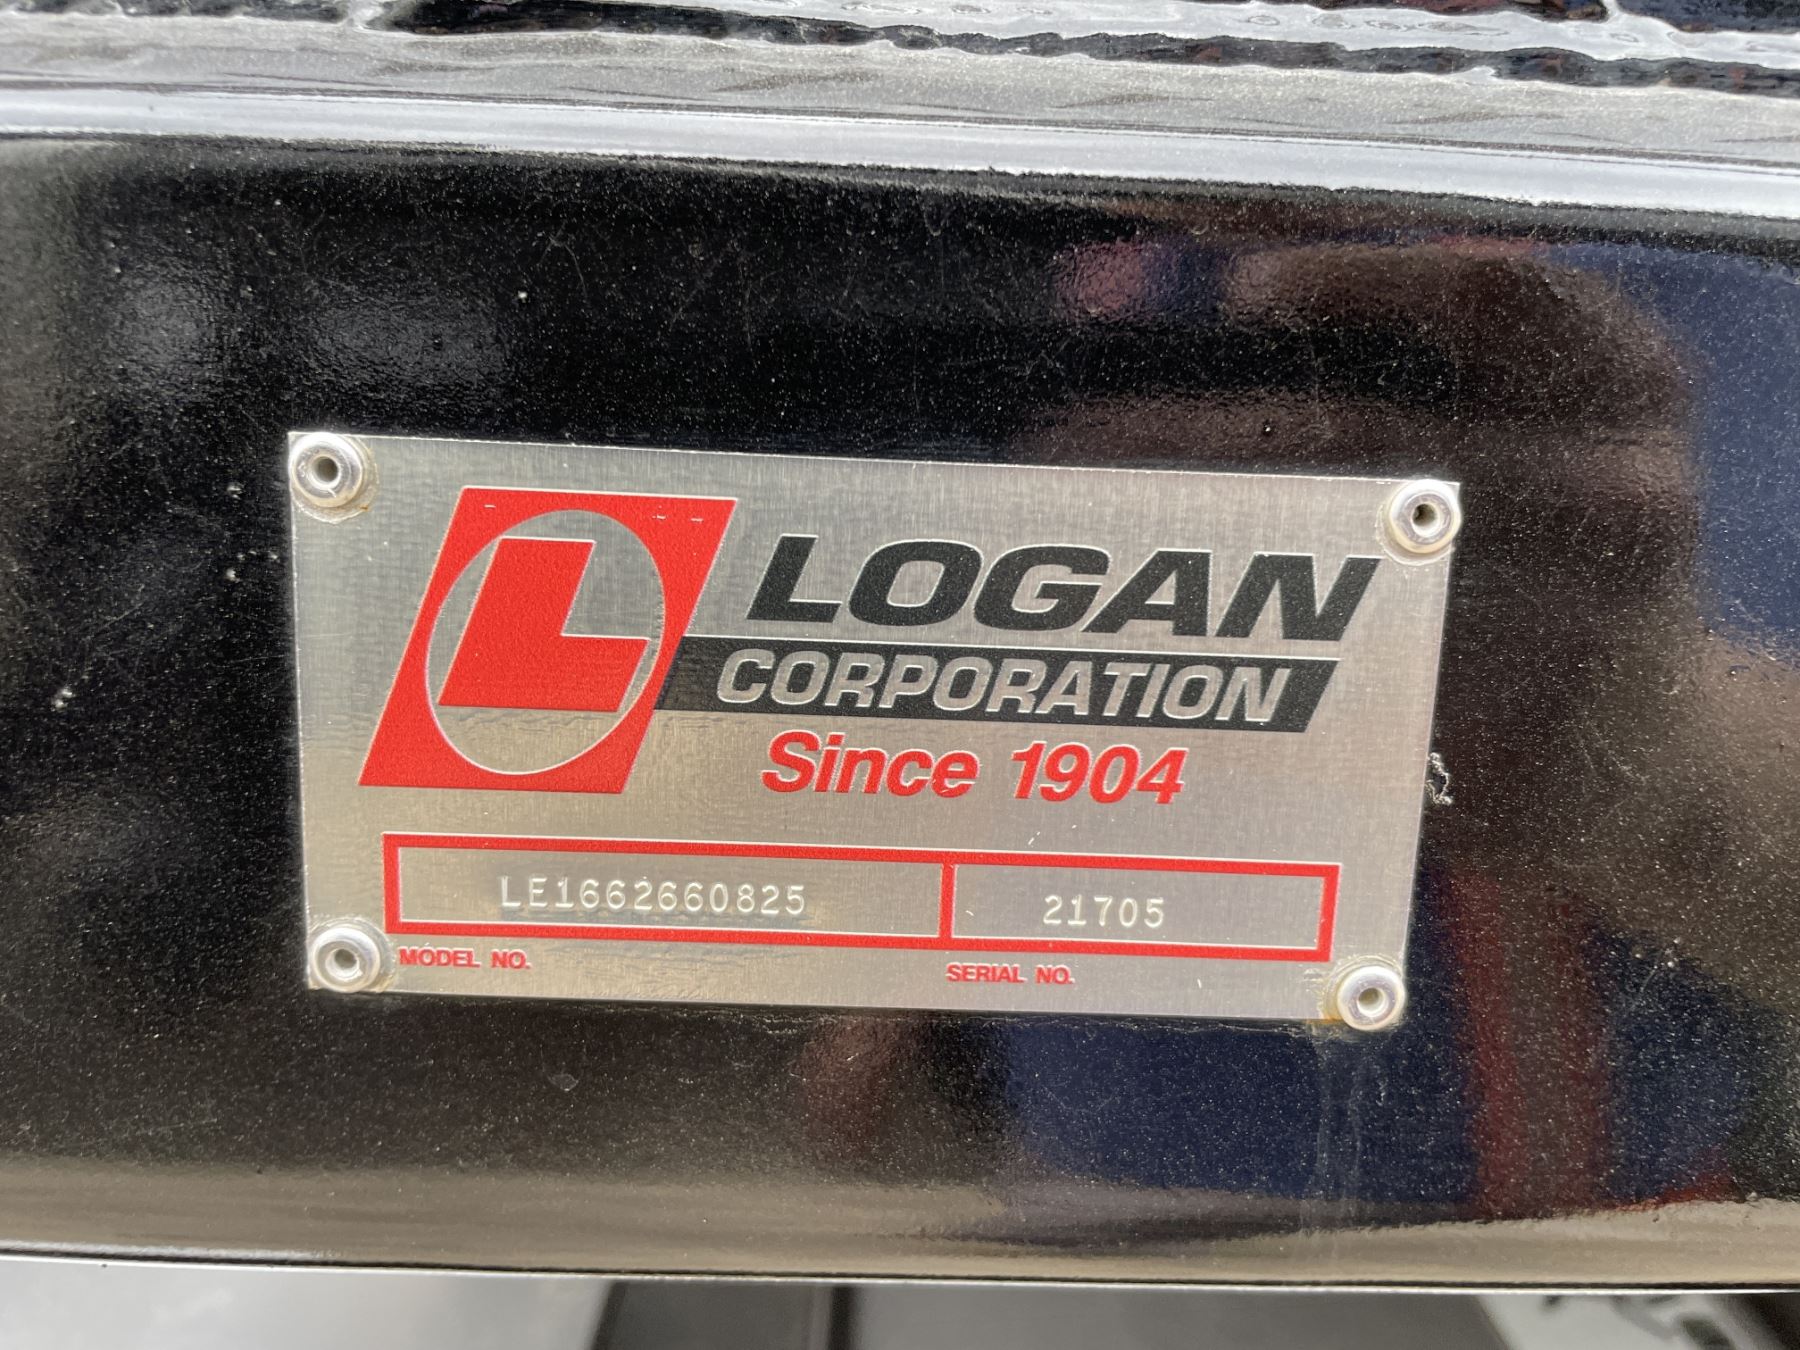 L
LOGAN
CORPORATION
Since 1904
LE1662660825
21705
MODEL NO.
SERIAL NO.